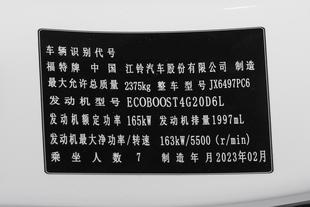 车辆识别代号
福特牌 中国 江铃汽车股份有限公司 制造
最大允许总质量 2375kg 整车型号 JX6497PC6
发动机型号 ECOBOOST4G20D6L
发动机额定功率 165kW 发动机排量 1997mL
发动机最大净功率/转速 163kW/5500 (r/min)
乘坐人数 7 制造年月 2023年02月